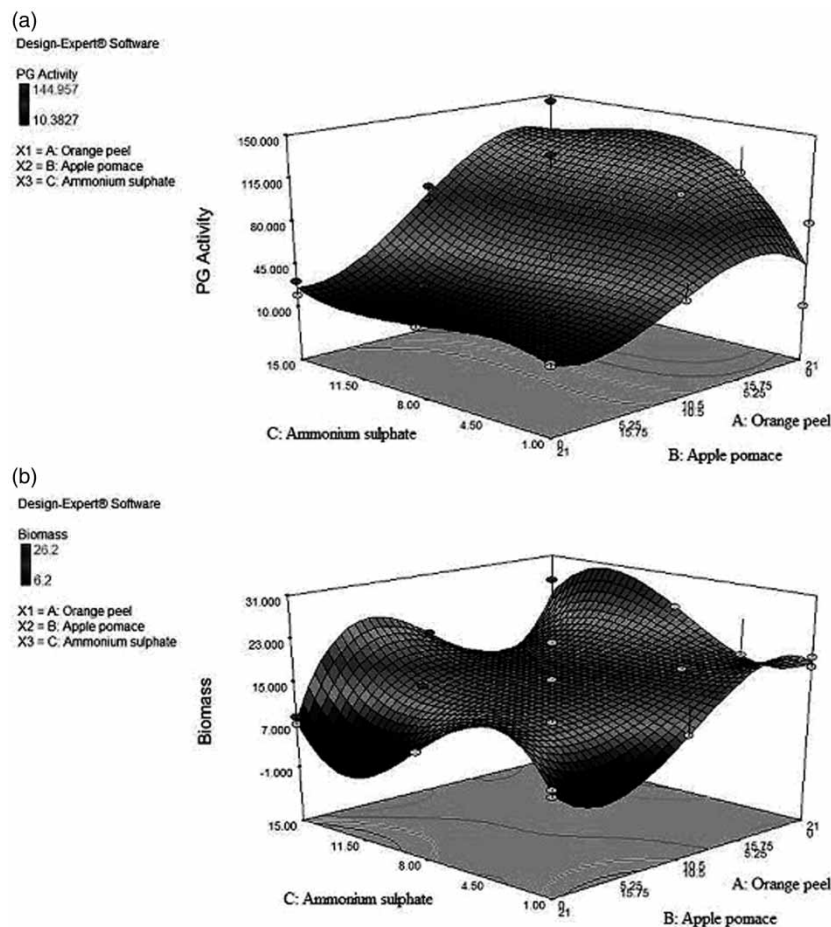 (a)
Design-Expert® Software
PG Activity
144.957
10.3827
X1 = A: Orange peel
X2 = B: Apple pomace
X3 = C: Ammonium sulphate
150.000
115.000
80.000
45.000
10.000
PG Activity
15.00
11.50
8.00
4.50
1.00
C: Ammonium sulphate
0
21
5.25
15.75
10.5
10.5
15.75
5.25
21
0
A: Orange peel
B: Apple pomace
(b)
Design-Expert® Software
Biomass
26.2
6.2
X1 = A: Orange peel
X2 = B: Apple pomace
X3 = C: Ammonium sulphate
31.000
23.000
15.000
7.000
-1.000
Biomass
15.00
11.50
8.00
4.50
1.00
C: Ammonium sulphate
0
21
5.25
15.75
10.5
10.5
15.75
5.25
21
0
A: Orange peel
B: Apple pomace